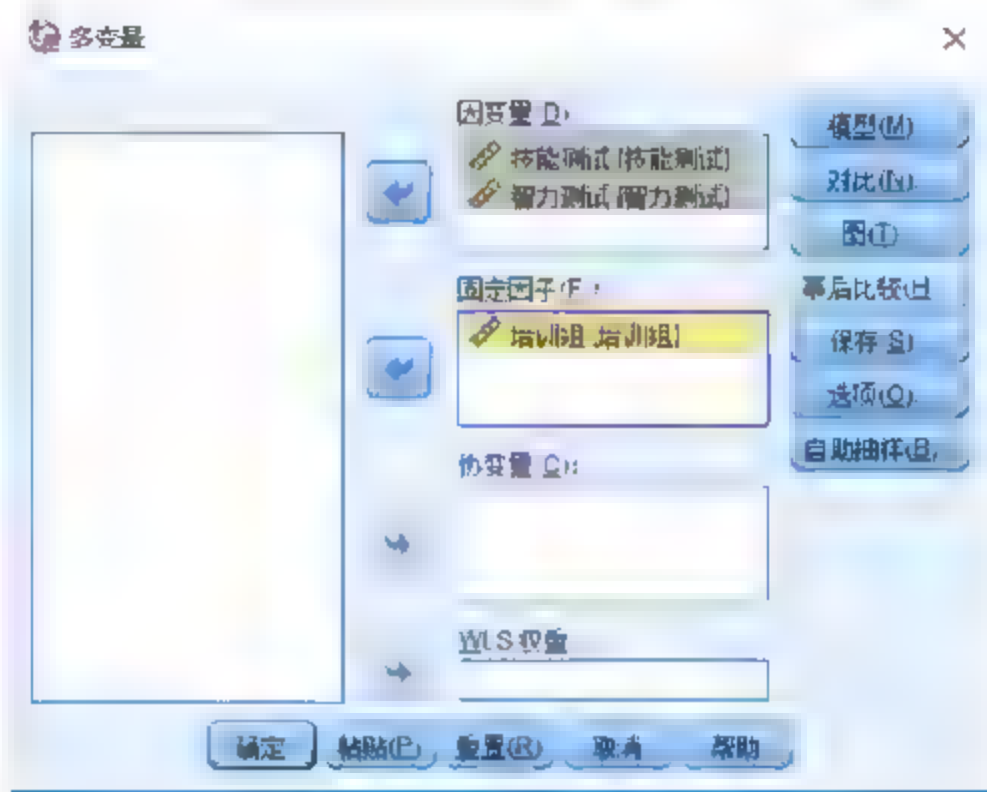 多变量
因变量(D):
技能测试 [技能测试]
智力测试 [智力测试]
固定因子(F):
培训组 [培训组]
协变量(C):
WLS 权重
模型(M)
对比(N)
图(T)
事后比较(H
保存(S)
选项(O)
自助抽样(B)
确定
粘贴(P)
重置(R)
取消
帮助